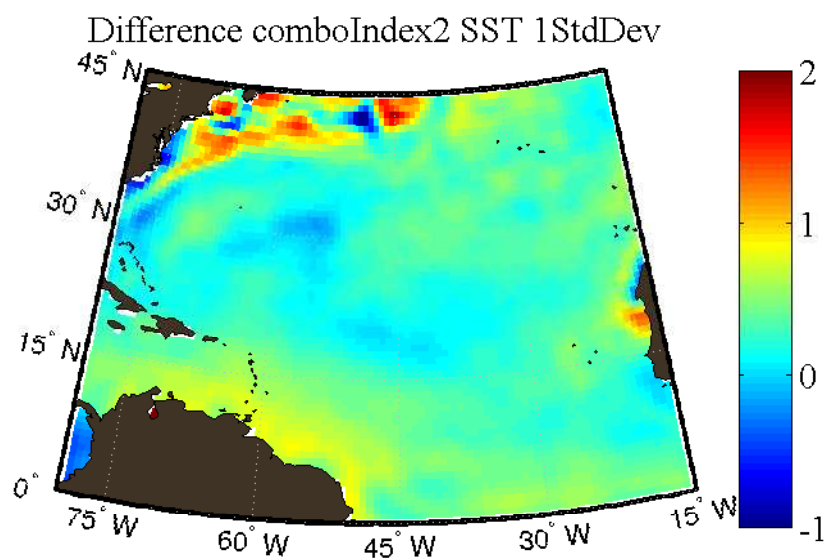 Difference comboIndex2 SST 1StdDev
45° N
30° N
15° N
0°
75° W
60° W
45° W
30° W
15° W
2
1
0
-1